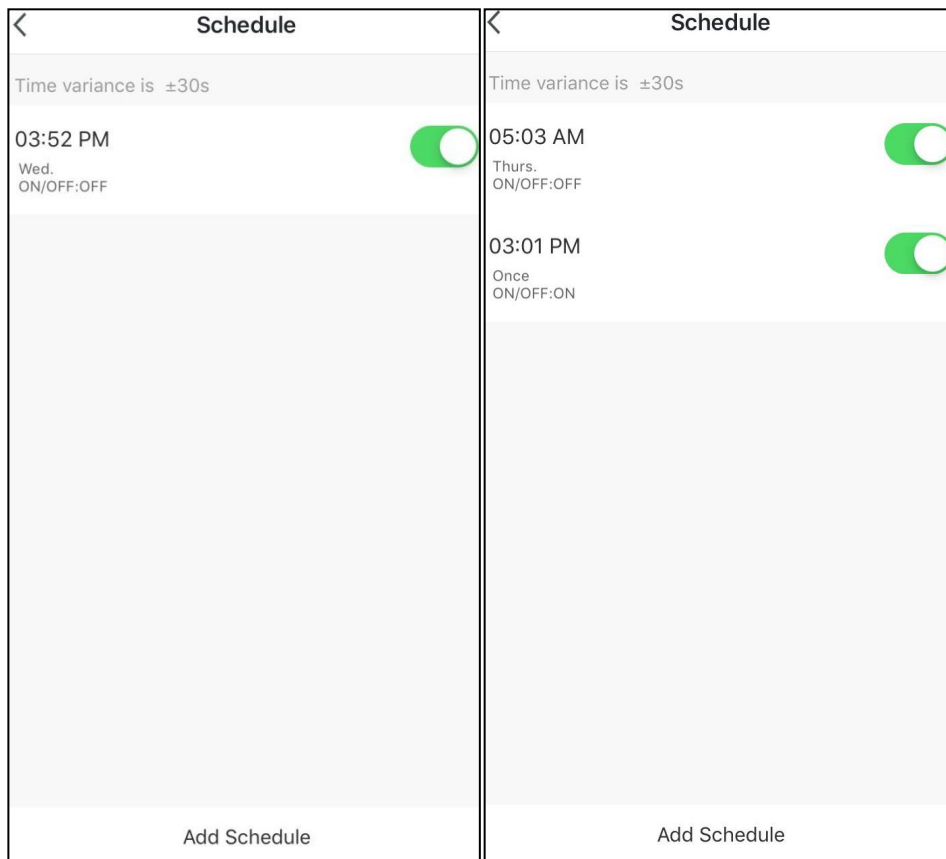 Schedule
Time variance is ±30s
03:52 PM
Wed.
ON/OFF:OFF
Add Schedule
Schedule
Time variance is ±30s
05:03 AM
Thurs.
ON/OFF:OFF
03:01 PM
Once
ON/OFF:ON
Add Schedule